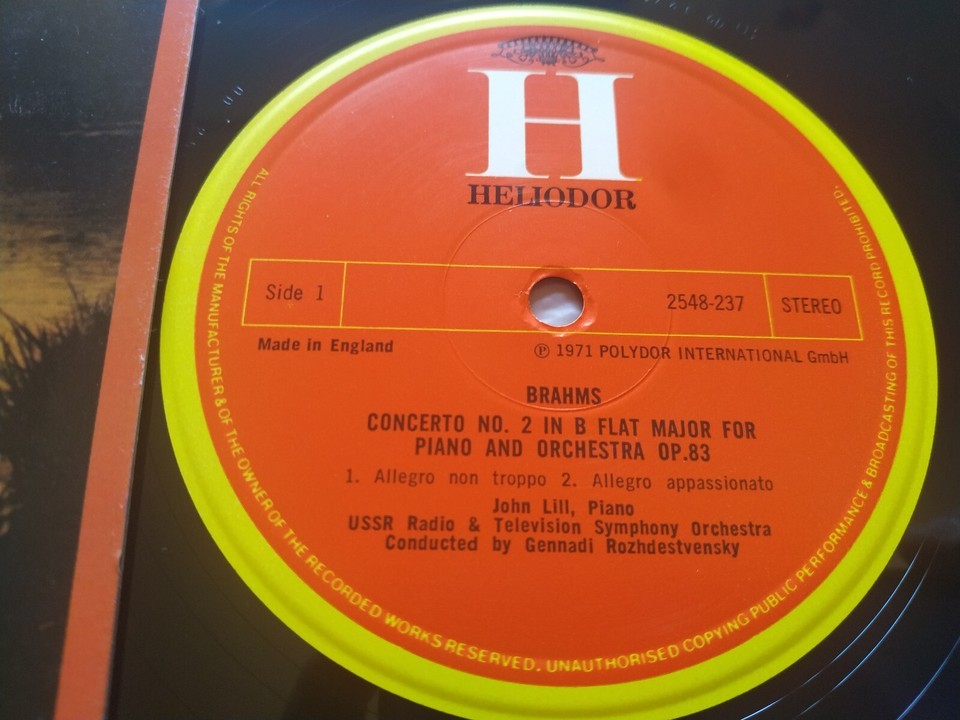 H
HELIODOR
Side 1
2548-237
STEREO
Made in England
℗ 1971 POLYDOR INTERNATIONAL GmbH
BRAHMS
CONCERTO NO. 2 IN B FLAT MAJOR FOR
PIANO AND ORCHESTRA OP.83
1. Allegro non troppo 2. Allegro appassionato
John Lill, Piano
USSR Radio & Television Symphony Orchestra
Conducted by Gennadi Rozhdestvensky
ALL RIGHTS OF THE MANUFACTURER & OF THE OWNER OF THE RECORDED WORKS RESERVED. UNAUTHORISED COPYING PUBLIC PERFORMANCE & BROADCASTING OF THIS RECORD PROHIBITED.